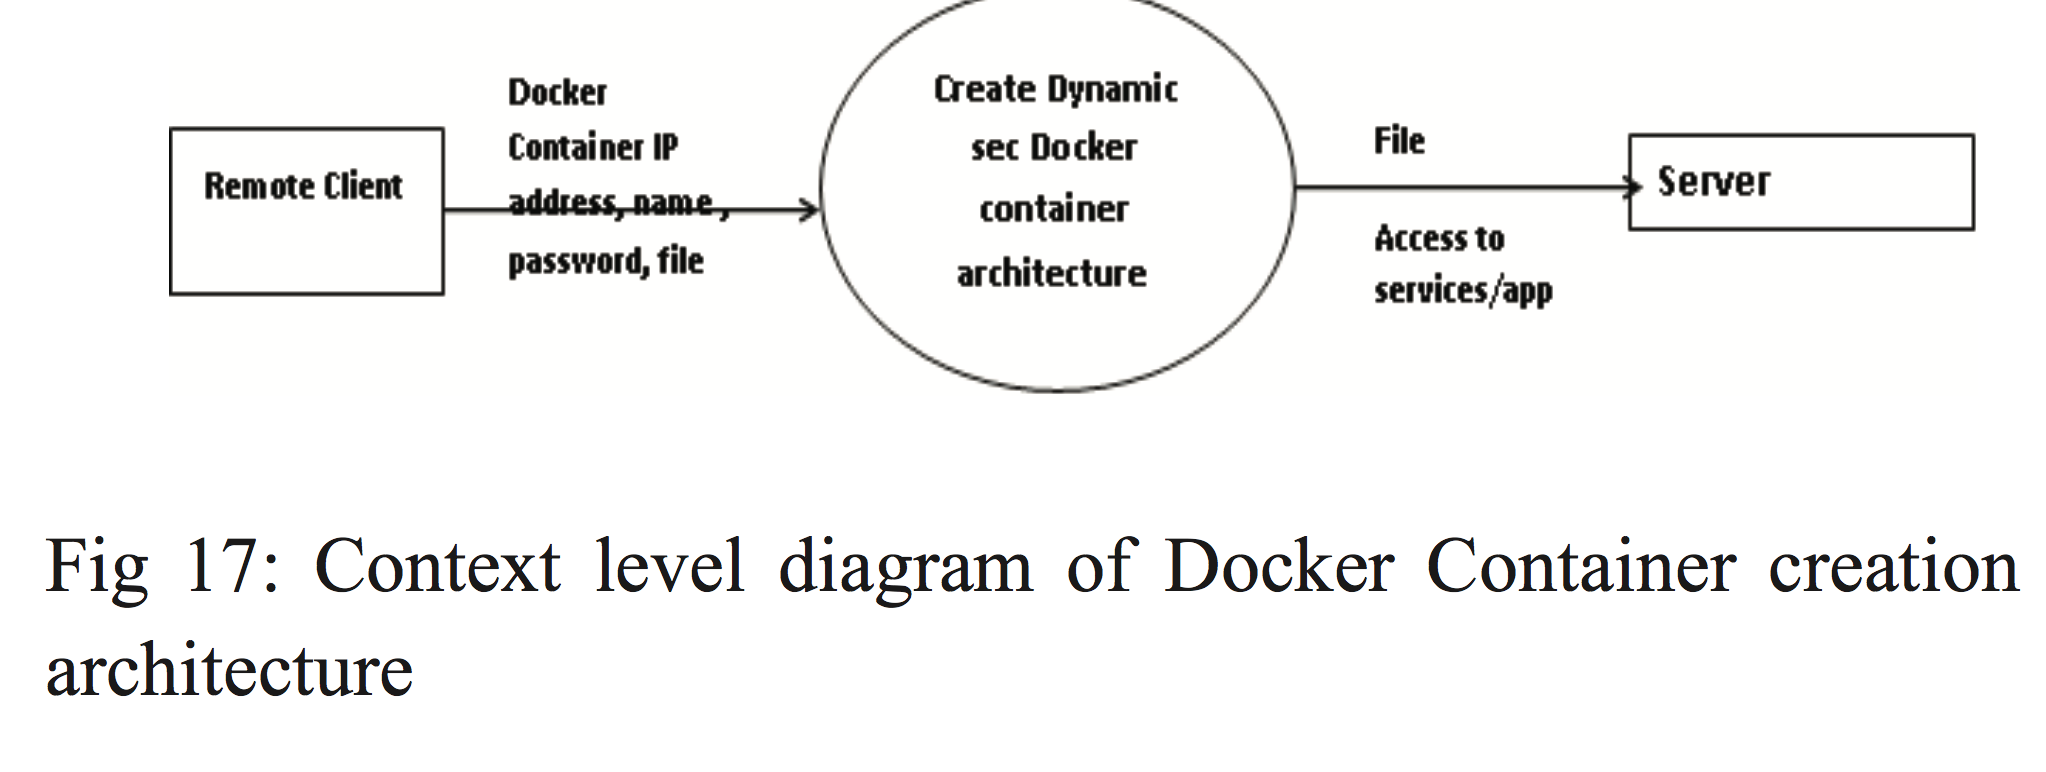 Remote Client
Docker
Container IP
address, name ,
password, file
Create Dynamic
sec Docker
container
architecture
File
Access to
services/app
Server
Fig 17: Context level diagram of Docker Container creation
architecture